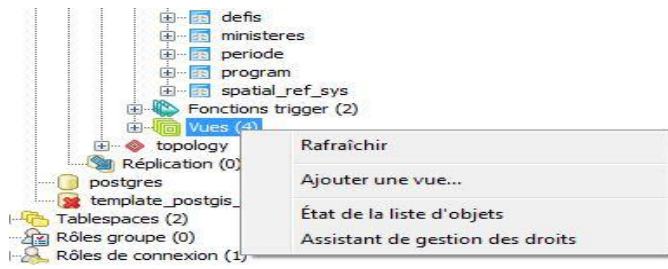 defis
ministeres
periode
program
spatial_ref_sys
Fonctions trigger (2)
Vues (4)
topology
Réplication (0)
postgres
template_postgis_
Tablespaces (2)
Rôles groupe (0)
Rôles de connexion (1)
Rafraîchir
Ajouter une vue...
État de la liste d'objets
Assistant de gestion des droits